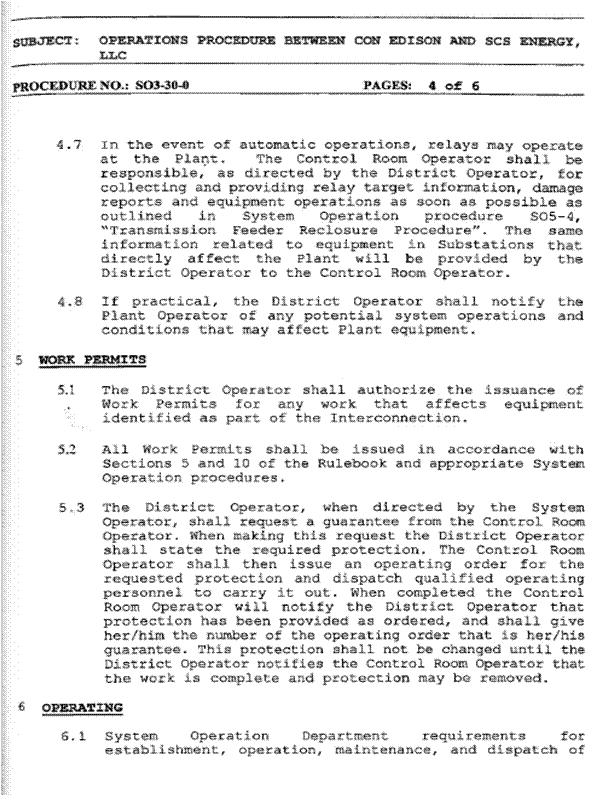 SUBJECT: OPERATIONS PROCEDURE BETWEEN CON EDISON AND SCS ENERGY,
LLC
PROCEDURE NO.: SO3-30-0 PAGES: 4 of 6
4.7 In the event of automatic operations, relays may operate
at the Plant. The Control Room Operator shall be
responsible, as directed by the District Operator, for
collecting and providing relay target information, damage
reports and equipment operations as soon as possible as
outlined in System Operation procedure SO5-4,
"Transmission Feeder Reclosure Procedure". The same
information related to equipment in Substations that
directly affect the Plant will be provided by the
District Operator to the Control Room Operator.
4.8 If practical, the District Operator shall notify the
Plant Operator of any potential system operations and
conditions that may affect Plant equipment.
5 WORK PERMITS
5.1 The District Operator shall authorize the issuance of
Work Permits for any work that affects equipment
identified as part of the Interconnection.
5.2 All Work Permits shall be issued in accordance with
Sections 5 and 10 of the Rulebook and appropriate System
Operation procedures.
5.3 The District Operator, when directed by the System
Operator, shall request a guarantee from the Control Room
Operator. When making this request the District Operator
shall state the required protection. The Control Room
Operator shall then issue an operating order for the
requested protection and dispatch qualified operating
personnel to carry it out. When completed the Control
Room Operator will notify the District Operator that
protection has been provided as ordered, and shall give
her/him the number of the operating order that is her/his
guarantee. This protection shall not be changed until the
District Operator notifies the Control Room Operator that
the work is complete and protection may be removed.
6 OPERATING
6.1 System Operation Department requirements for
establishment, operation, maintenance, and dispatch of